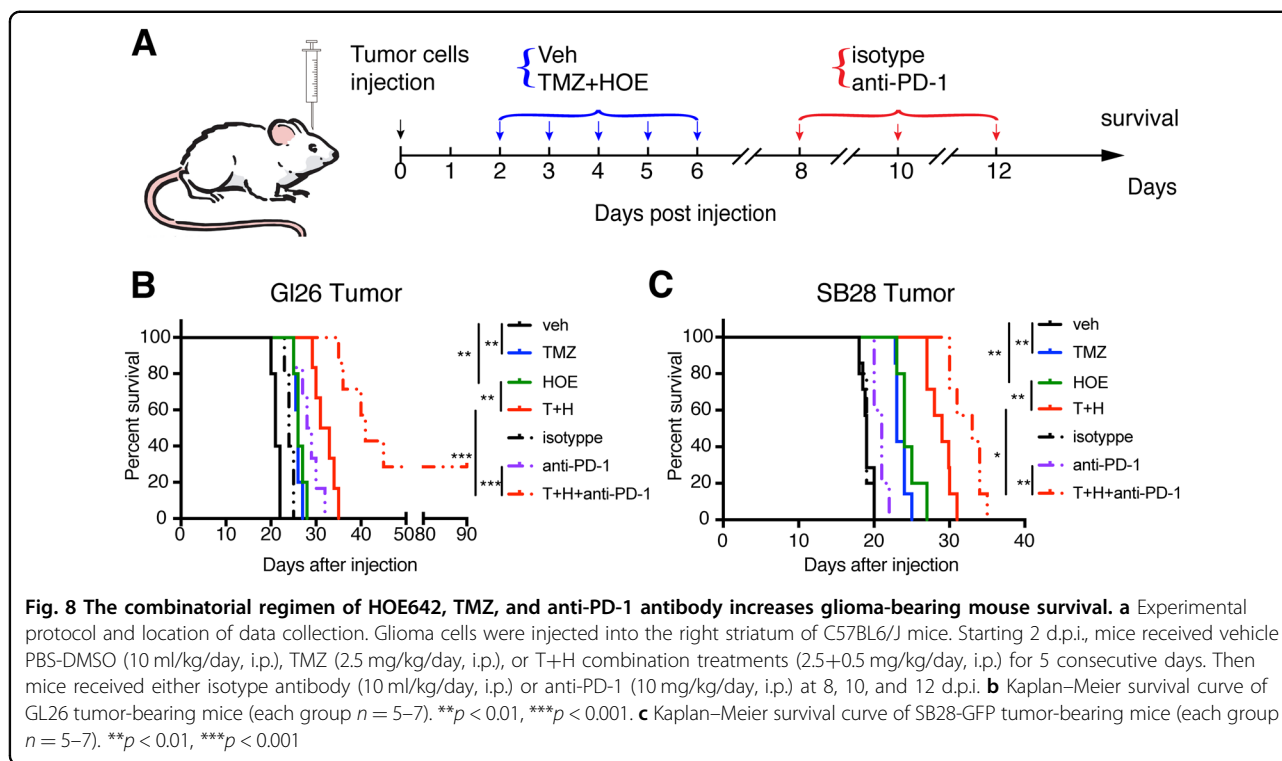 A
Tumor cells
injection
Veh
TMZ+HOE
isotype
anti-PD-1
survival
0 1 2 3 4 5 6 8 10 12
Days
Days post injection
B
Gl26 Tumor
Percent survival
100
80
60
40
20
0
0 10 20 30 40 50 80 90
Days after injection
veh
TMZ
HOE
T+H
isotyppe
anti-PD-1
T+H+anti-PD-1
**
**
**
***
***
C
SB28 Tumor
Percent survival
100
80
60
40
20
0
0 10 20 30 40
Days after injection
veh
TMZ
HOE
T+H
isotyppe
anti-PD-1
T+H+anti-PD-1
**
**
**
*
**
Fig. 8 The combinatorial regimen of HOE642, TMZ, and anti-PD-1 antibody increases glioma-bearing mouse survival. a Experimental
protocol and location of data collection. Glioma cells were injected into the right striatum of C57BL6/J mice. Starting 2 d.p.i., mice received vehicle
PBS-DMSO (10 ml/kg/day, i.p.), TMZ (2.5 mg/kg/day, i.p.), or T+H combination treatments (2.5+0.5 mg/kg/day, i.p.) for 5 consecutive days. Then
mice received either isotype antibody (10 ml/kg/day, i.p.) or anti-PD-1 (10 mg/kg/day, i.p.) at 8, 10, and 12 d.p.i. b Kaplan–Meier survival curve of
GL26 tumor-bearing mice (each group n = 5–7). **p < 0.01, ***p < 0.001. c Kaplan–Meier survival curve of SB28-GFP tumor-bearing mice (each group
n = 5–7). **p < 0.01, ***p < 0.001